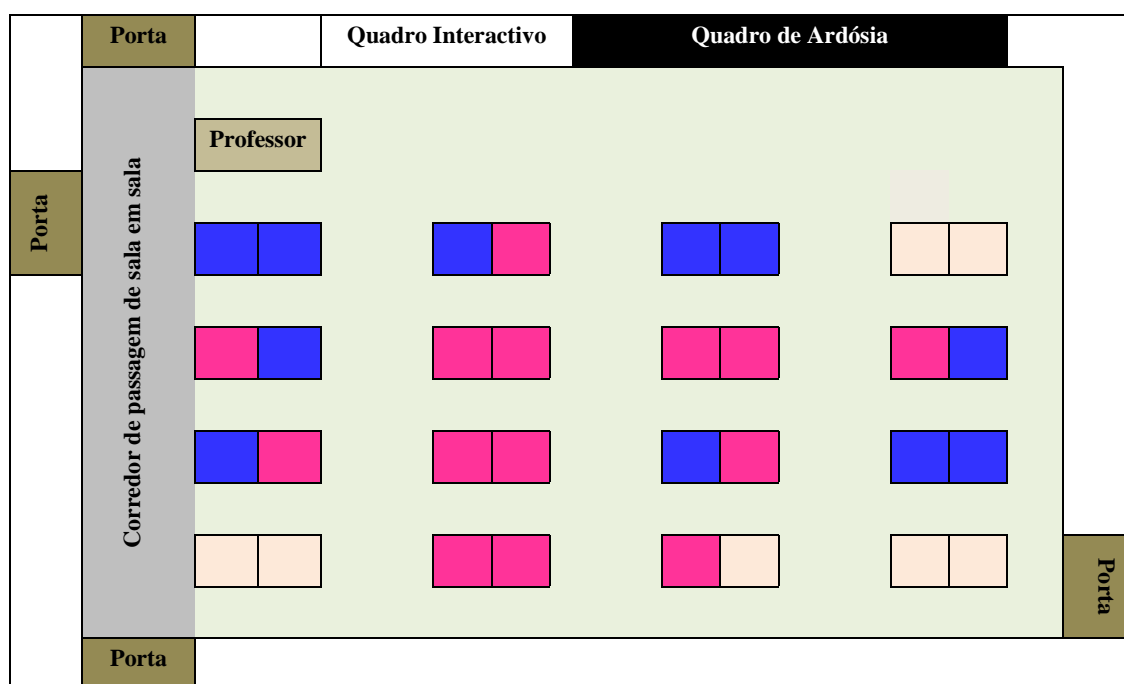 Porta
Quadro Interactivo
Quadro de Ardósia
Professor
Porta
Corredor de passagem de sala em sala
Porta
Porta